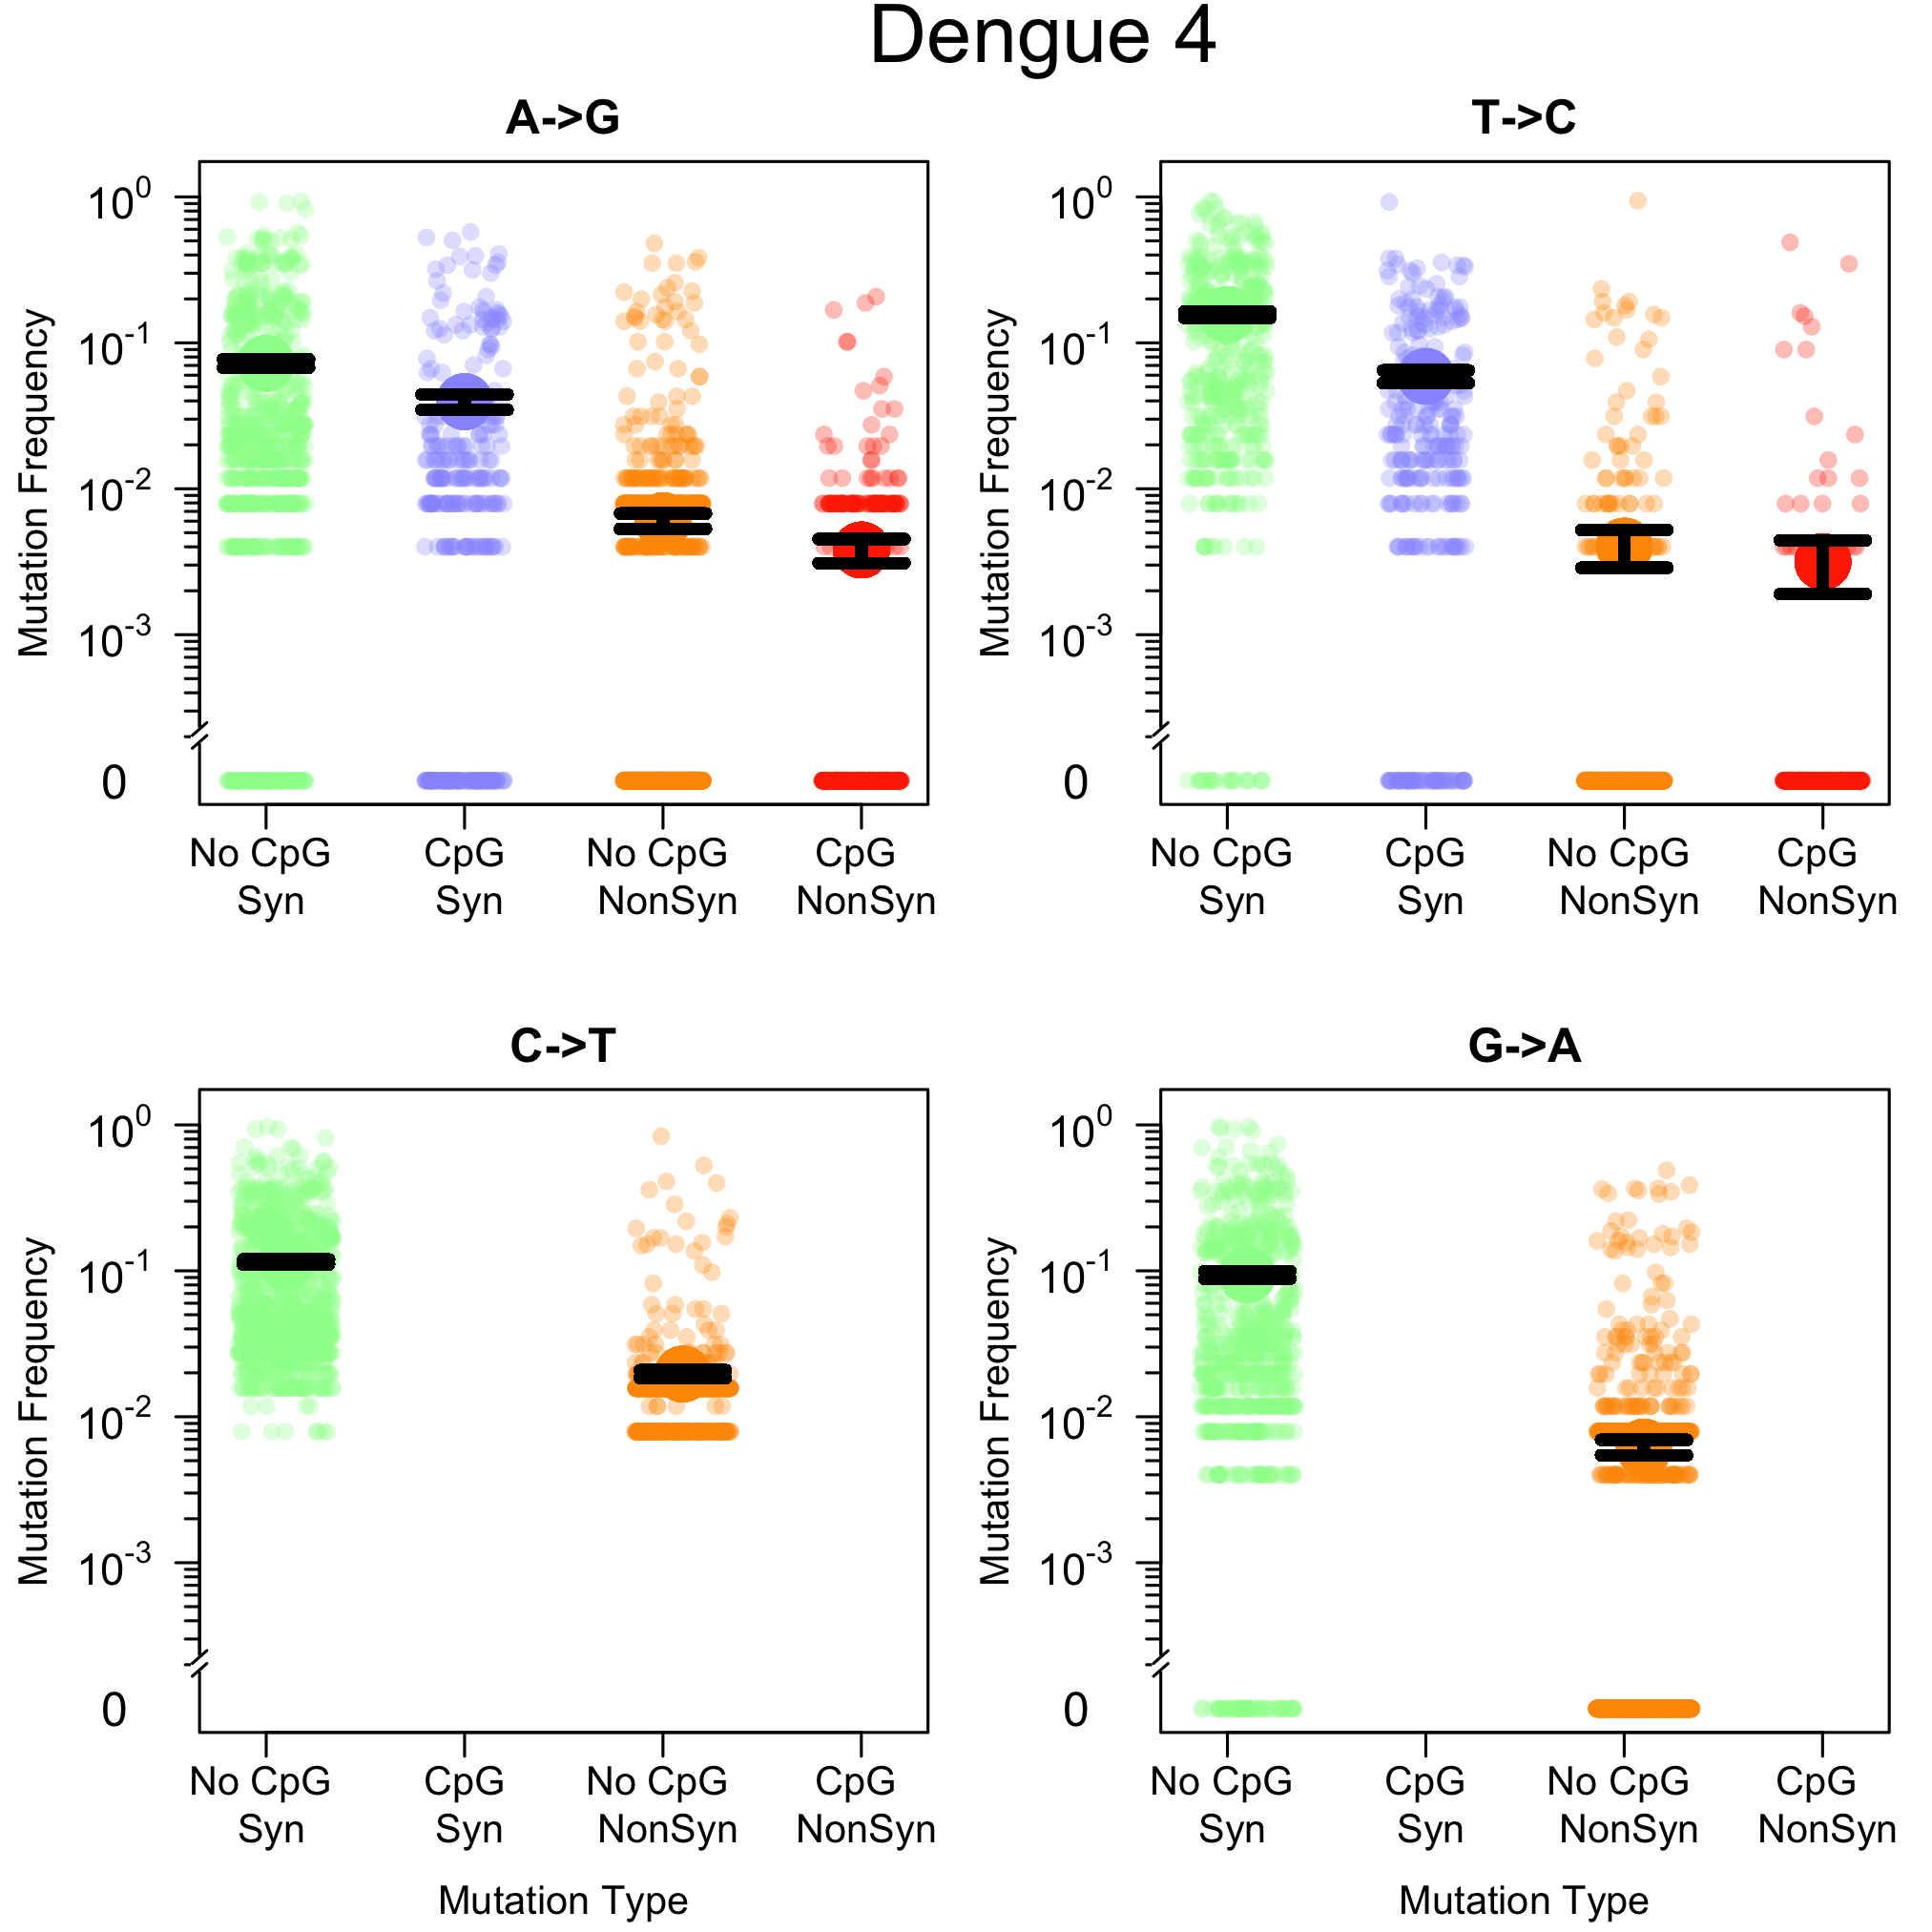 Dengue 4
A->G
Mutation Frequency
10^0
10^-1
10^-2
10^-3
0
No CpG Syn
CpG Syn
No CpG NonSyn
CpG NonSyn
T->C
Mutation Frequency
10^0
10^-1
10^-2
10^-3
0
No CpG Syn
CpG Syn
No CpG NonSyn
CpG NonSyn
C->T
Mutation Frequency
10^0
10^-1
10^-2
10^-3
0
No CpG Syn
CpG Syn
No CpG NonSyn
CpG NonSyn
Mutation Type
G->A
Mutation Frequency
10^0
10^-1
10^-2
10^-3
0
No CpG Syn
CpG Syn
No CpG NonSyn
CpG NonSyn
Mutation Type